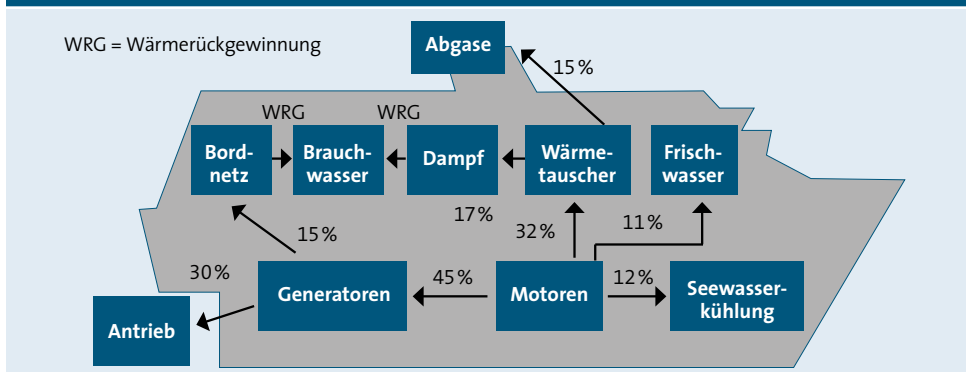 WRG = Wärmerückgewinnung
Abgase
15 %
WRG
WRG
Bord-
netz
Brauch-
wasser
Dampf
Wärme-
tauscher
Frisch-
wasser
15 %
17 %
32 %
11 %
30 %
Generatoren
45 %
Motoren
12 %
Seewasser-
kühlung
Antrieb